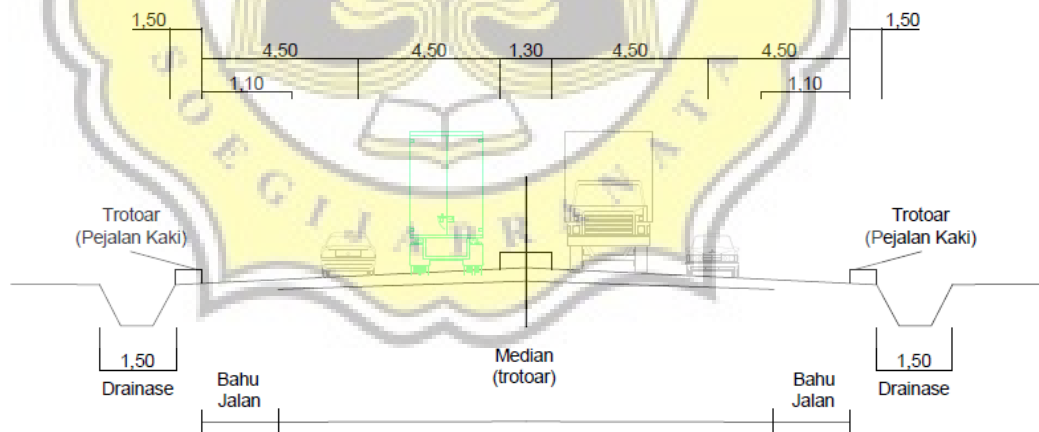 1,50
1,50
4,50
4,50
1,30
4,50
4,50
1,10
1,10
SOEGIJAPRANATA
Trotoar
(Pejalan Kaki)
Trotoar
(Pejalan Kaki)
1,50
Drainase
Bahu
Jalan
Median
(trotoar)
Bahu
Jalan
1,50
Drainase